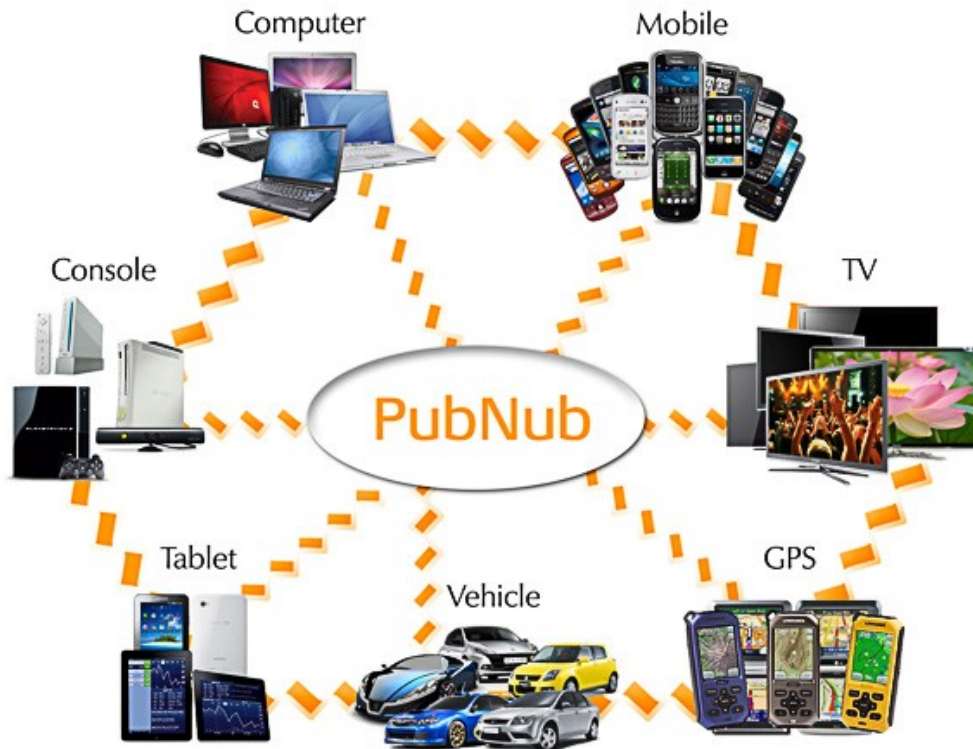 Computer
Mobile
Console
TV
PubNub
Tablet
Vehicle
GPS